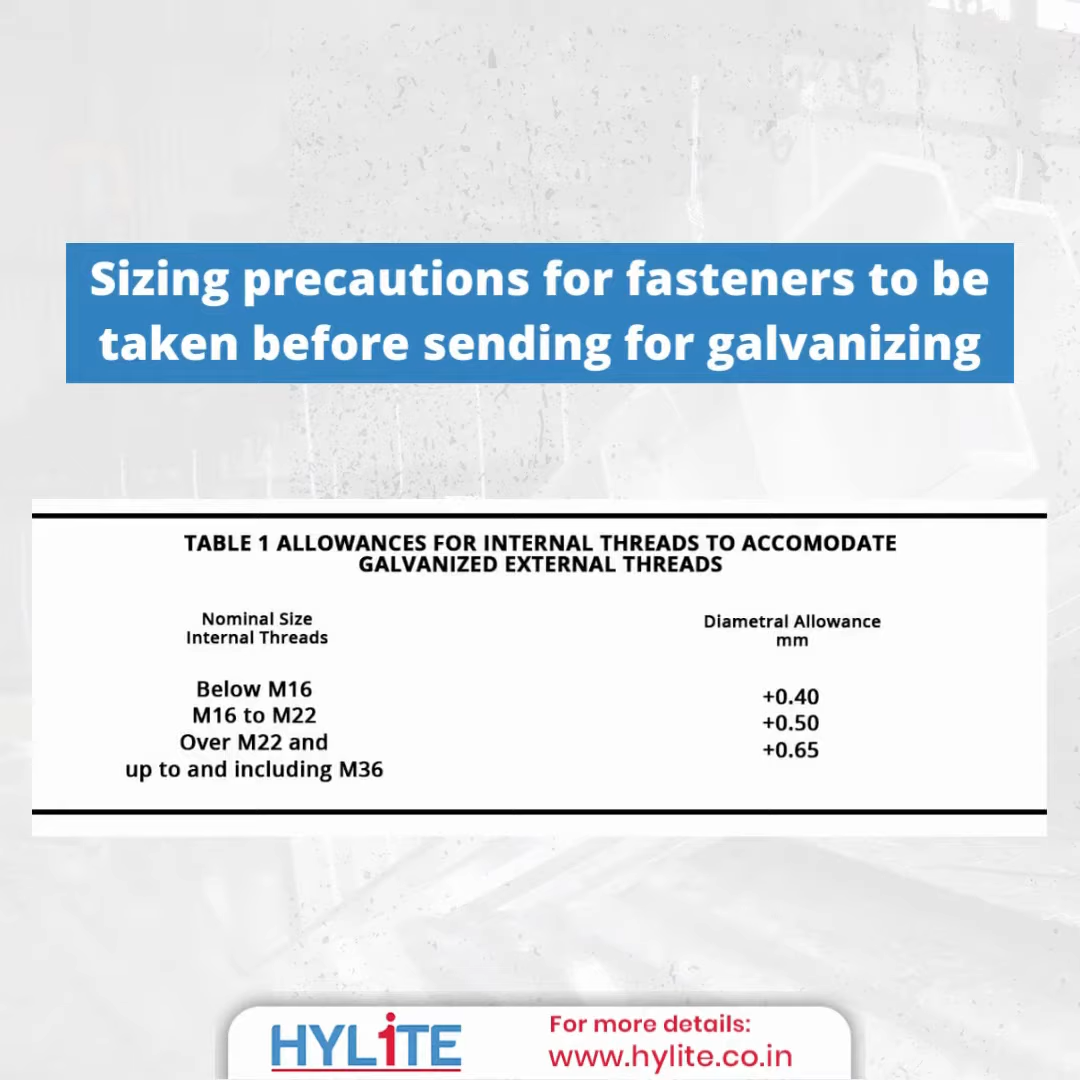 Sizing precautions for fasteners to be
taken before sending for galvanizing
TABLE 1 ALLOWANCES FOR INTERNAL THREADS TO ACCOMODATE
GALVANIZED EXTERNAL THREADS
Nominal Size
Internal Threads
Diametral Allowance
mm
Below M16
+0.40
M16 to M22
+0.50
Over M22 and
+0.65
up to and including M36
HYLiTE
For more details:
www.hylite.co.in